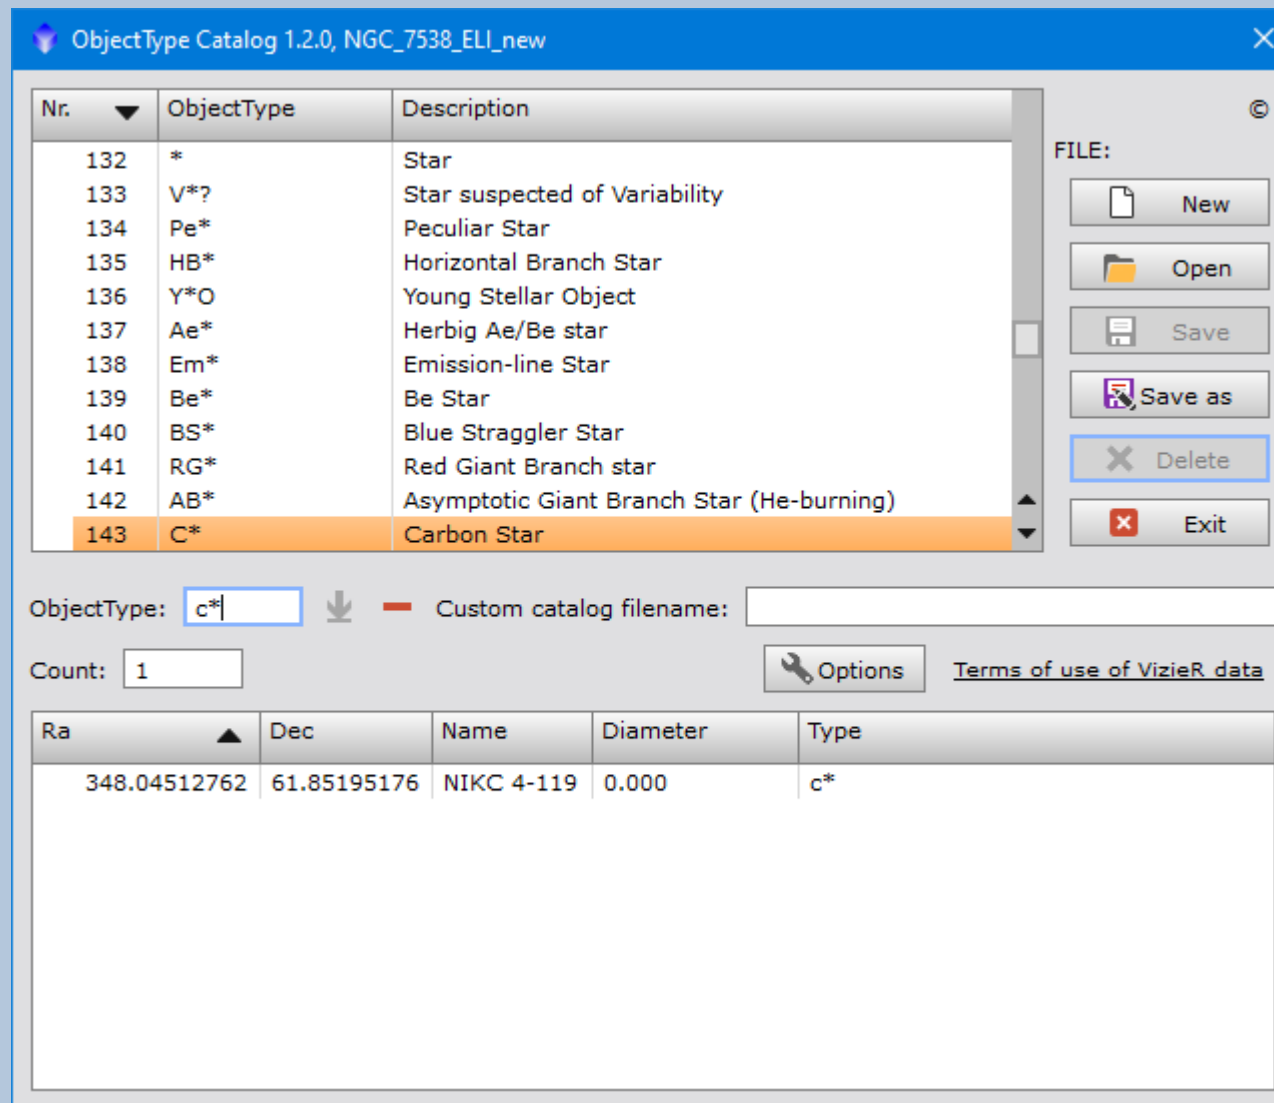 ObjectType Catalog 1.2.0, NGC_7538_ELI_new
Nr. ObjectType Description
132 * Star
133 V*? Star suspected of Variability
134 Pe* Peculiar Star
135 HB* Horizontal Branch Star
136 Y*O Young Stellar Object
137 Ae* Herbig Ae/Be star
138 Em* Emission-line Star
139 Be* Be Star
140 BS* Blue Straggler Star
141 RG* Red Giant Branch star
142 AB* Asymptotic Giant Branch Star (He-burning)
143 C* Carbon Star
©
FILE:
New
Open
Save
Save as
Delete
Exit
ObjectType: c* Custom catalog filename:
Count: 1 Options Terms of use of VizieR data
Ra Dec Name Diameter Type
348.04512762 61.85195176 NIKC 4-119 0.000 c*